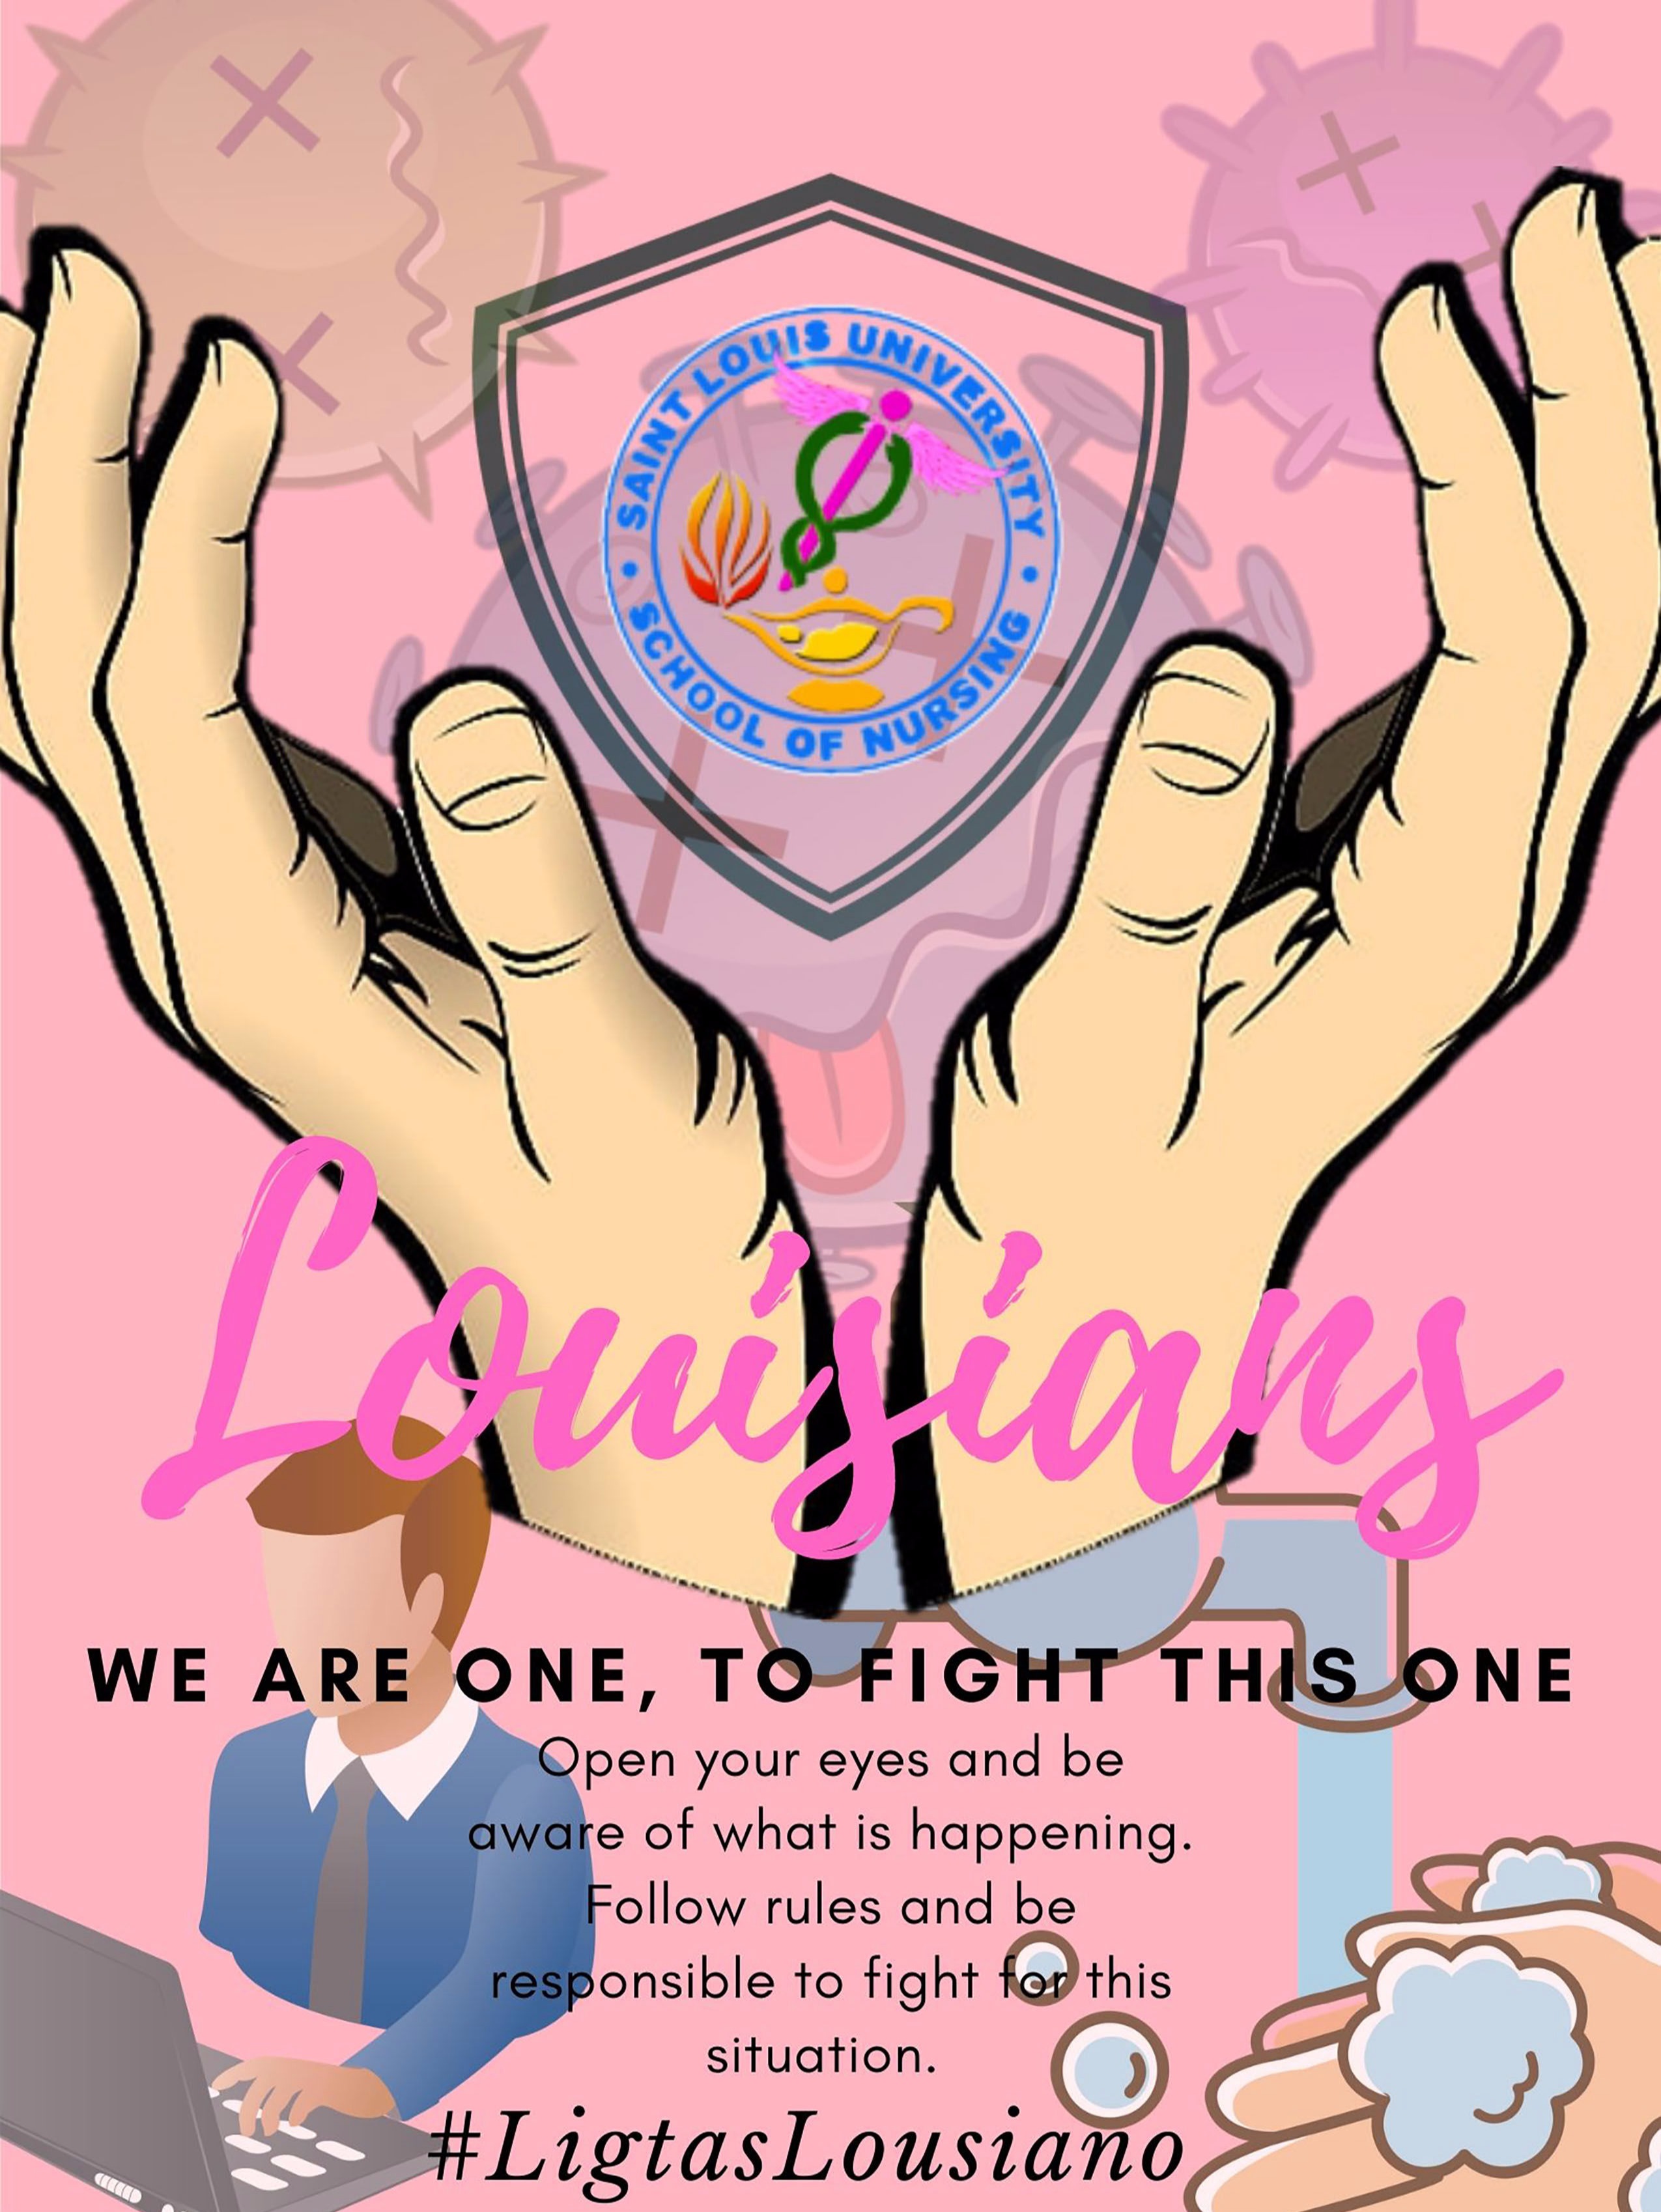 SAINT LOUIS UNIVERSITY
SCHOOL OF NURSING
Louisians
WE ARE ONE, TO FIGHT THIS ONE
Open your eyes and be
aware of what is happening.
Follow rules and be
responsible to fight for this
situation.
#LigtasLousiano